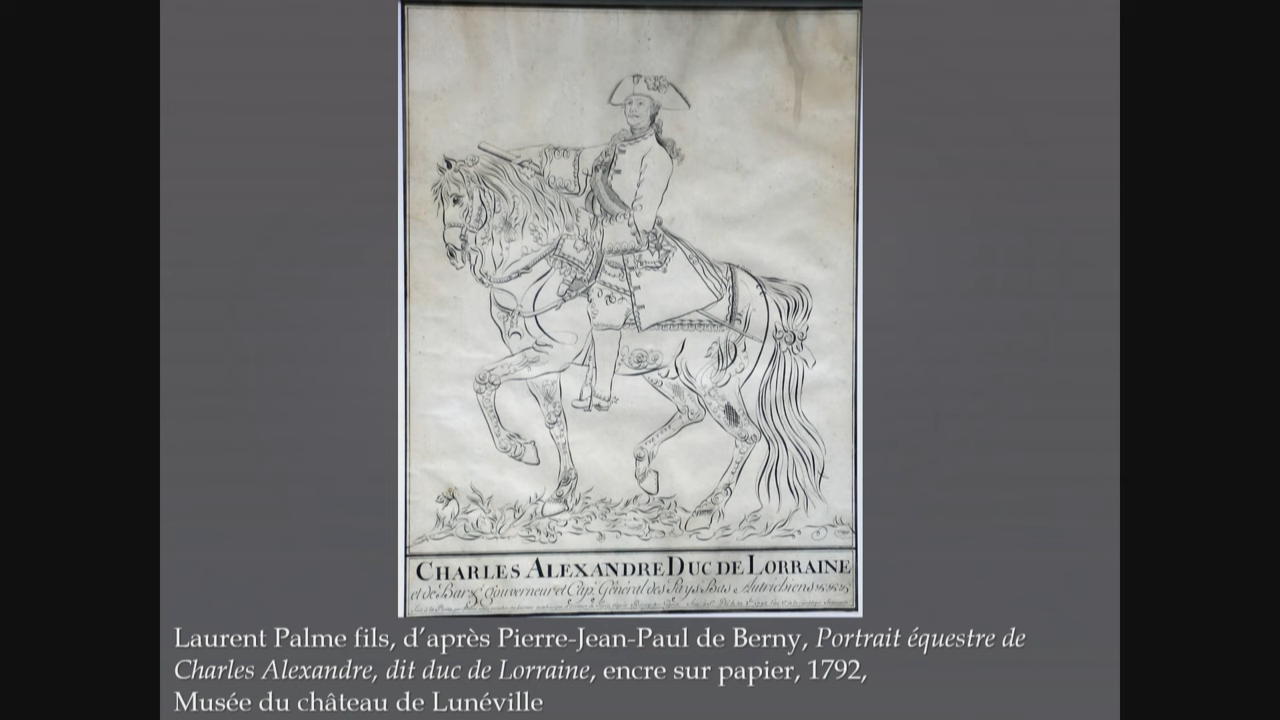 CHARLES ALEXANDRE DUC DE LORRAINE
et de Bar, Gouverneur et Cap. Général des Pays Bas Autrichiens
Laurent Palme fils, d'après Pierre-Jean-Paul de Berny, Portrait équestre de
Charles Alexandre, dit duc de Lorraine, encre sur papier, 1792,
Musée du château de Lunéville